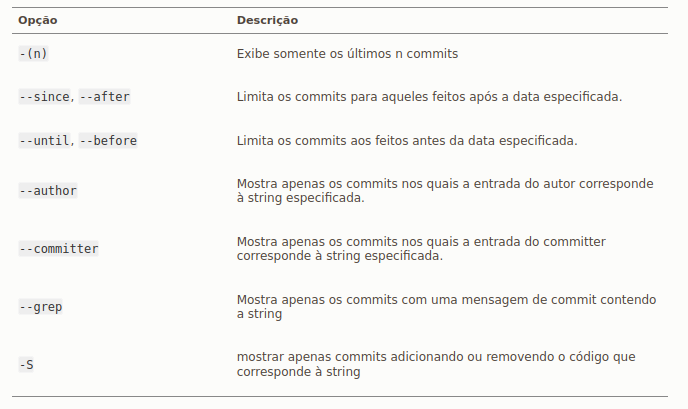 Opção Descrição
-(n) Exibe somente os últimos n commits
--since, --after Limita os commits para aqueles feitos após a data especificada.
--until, --before Limita os commits aos feitos antes da data especificada.
--author Mostra apenas os commits nos quais a entrada do autor corresponde
à string especificada.
--committer Mostra apenas os commits nos quais a entrada do committer
corresponde à string especificada.
--grep Mostra apenas os commits com uma mensagem de commit contendo
a string
-S mostrar apenas commits adicionando ou removendo o código que
corresponde à string